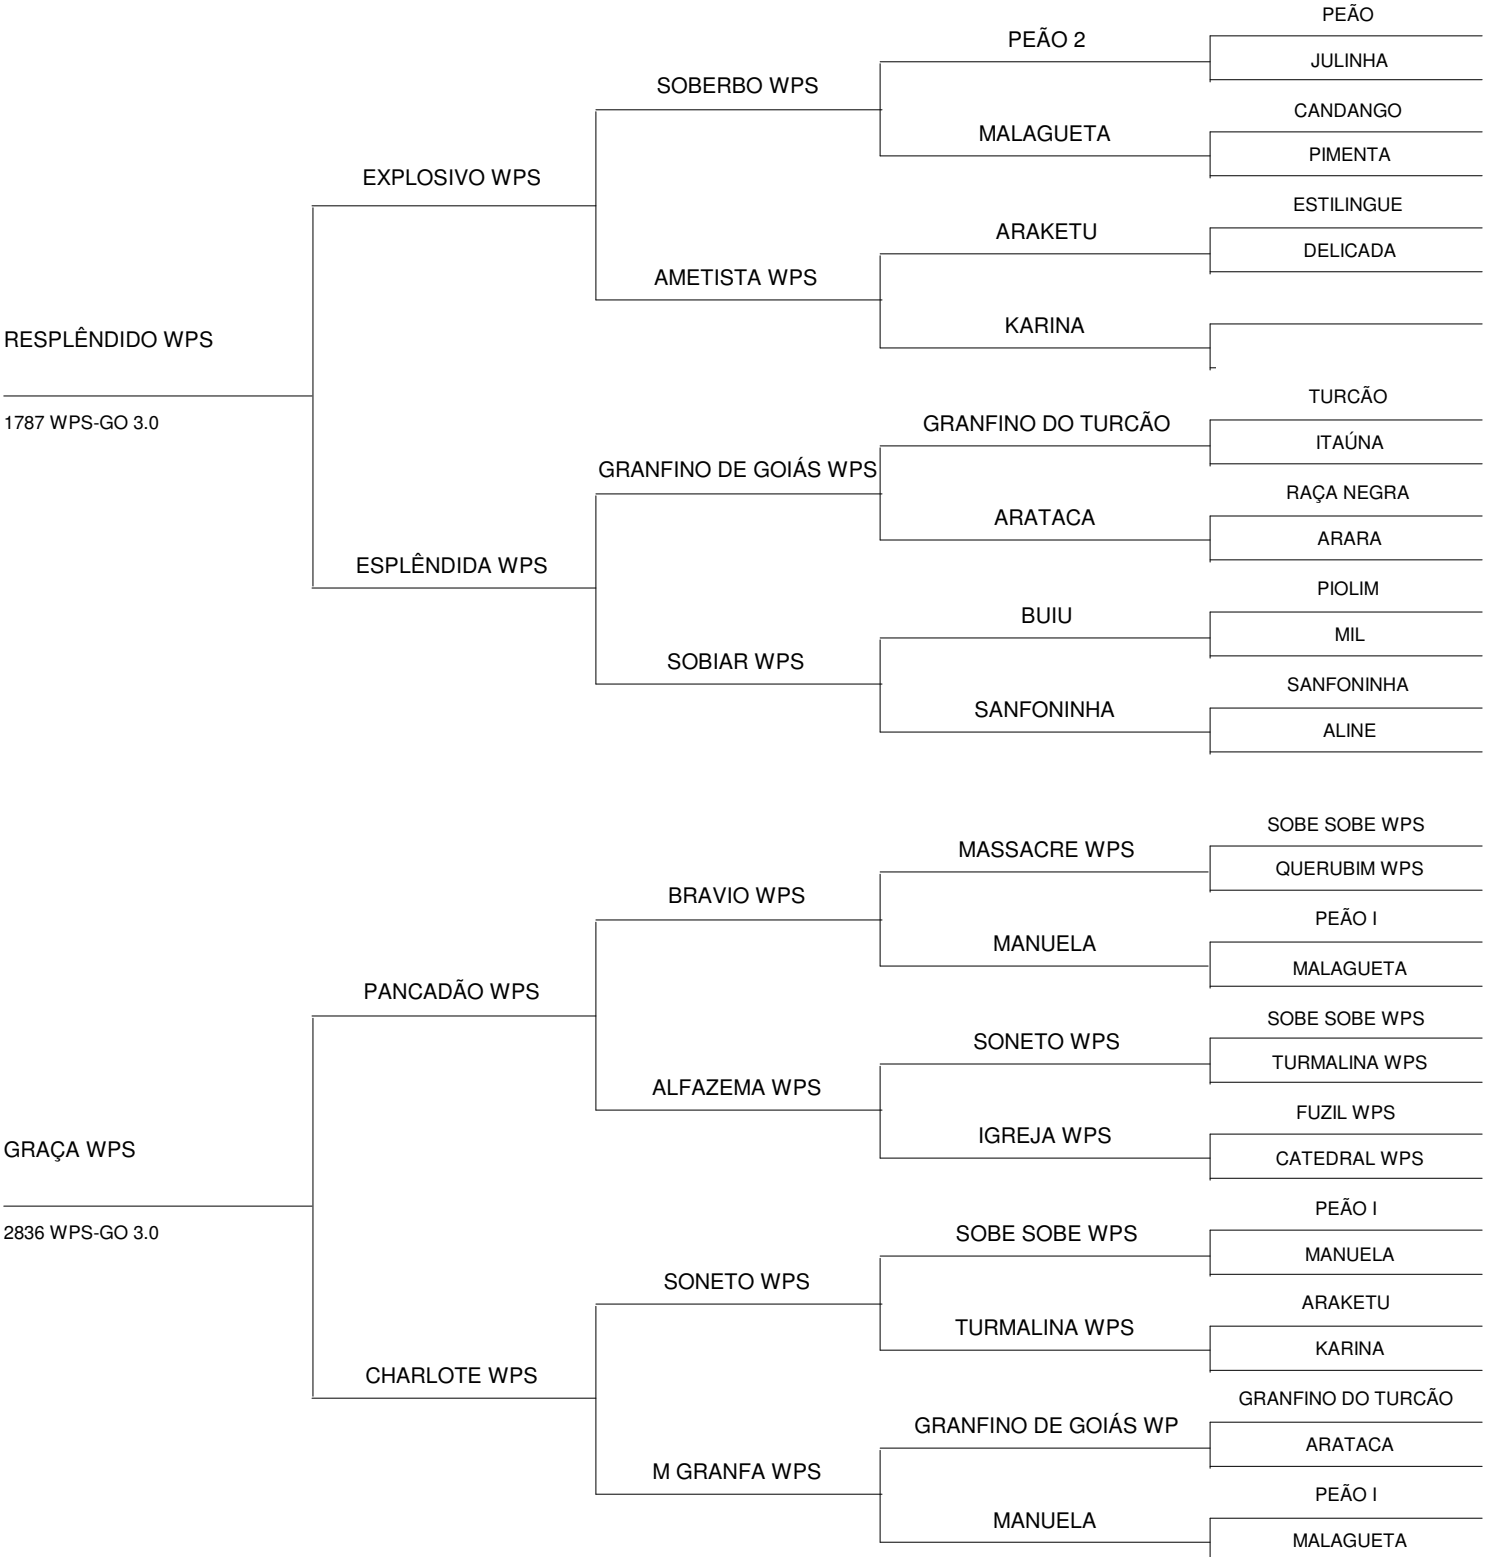 PEÃO
PEÃO 2
JULINHA
SOBERBO WPS
CANDANGO
MALAGUETA
PIMENTA
EXPLOSIVO WPS
ESTILINGUE
ARAKETU
DELICADA
AMETISTA WPS
KARINA
RESPLÊNDIDO WPS
1787 WPS-GO 3.0
TURCÃO
GRANFINO DO TURCÃO
ITAÚNA
GRANFINO DE GOIÁS WPS
RAÇA NEGRA
ARATACA
ARARA
ESPLÊNDIDA WPS
PIOLIM
BUIU
MIL
SOBIAR WPS
SANFONINHA
SANFONINHA
ALINE
SOBE SOBE WPS
MASSACRE WPS
QUERUBIM WPS
BRAVIO WPS
PEÃO I
MANUELA
MALAGUETA
PANCADÃO WPS
SOBE SOBE WPS
SONETO WPS
TURMALINA WPS
ALFAZEMA WPS
FUZIL WPS
IGREJA WPS
CATEDRAL WPS
GRAÇA WPS
2836 WPS-GO 3.0
PEÃO I
SOBE SOBE WPS
MANUELA
SONETO WPS
ARAKETU
TURMALINA WPS
KARINA
CHARLOTE WPS
GRANFINO DO TURCÃO
GRANFINO DE GOIÁS WP
ARATACA
M GRANFA WPS
PEÃO I
MANUELA
MALAGUETA